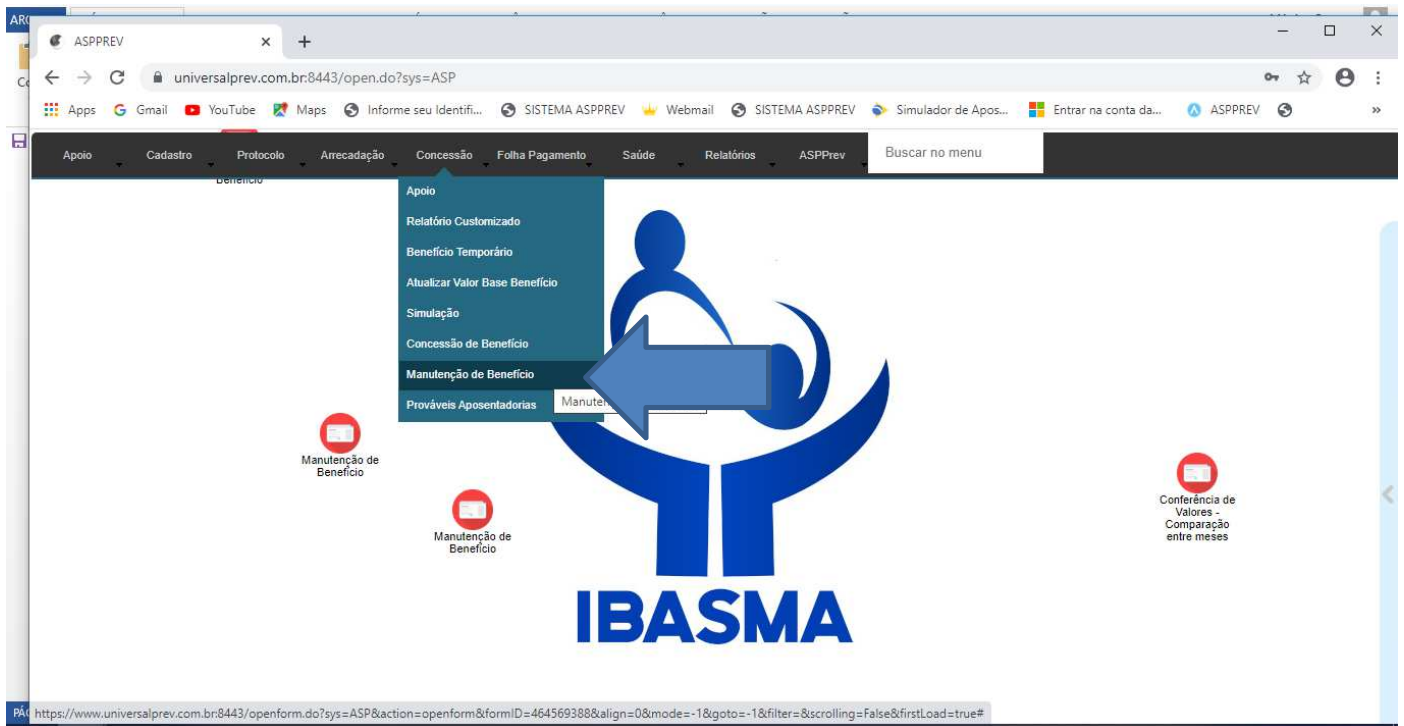 ASPPREV
universalprev.com.br:8443/open.do?sys=ASP
Apps Gmail YouTube Maps Informe seu Identifi... SISTEMA ASPPREV Webmail SISTEMA ASPPREV Simulador de Apos... Entrar na conta da... ASPPREV »
Apoio Cadastro Protocolo Arrecadação Concessão Folha Pagamento Saúde Relatórios ASPPrev Buscar no menu
Benefício
Apoio
Relatório Customizado
Benefício Temporário
Atualizar Valor Base Benefício
Simulação
Concessão de Benefício
Manutenção de Benefício
Prováveis Aposentadorias
Manutenção de
Benefício
Manutenção de
Benefício
Conferência de
Valores -
Comparação
entre meses
IBASMA
https://www.universalprev.com.br:8443/openform.do?sys=ASP&action=openform&formID=464569388&align=0&mode=-1&goto=-1&filter=&scrolling=False&firstLoad=true#